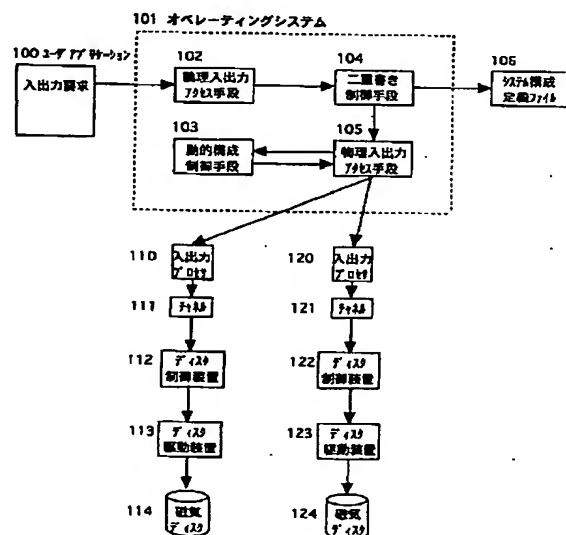 101 オペレーティングシステム
100 ユーザアプリケーション
入出力要求
102
論理入出力
アクセス手段
104
二重書き
制御手段
106
システム構成
定義ファイル
103
動的構成
制御手段
105
物理入出力
アクセス手段
110
入出力
プロセサ
120
入出力
プロセサ
111
チャネル
121
チャネル
112
ディスク
制御装置
122
ディスク
制御装置
113
ディスク
駆動装置
123
ディスク
駆動装置
114
磁気
ディスク
124
磁気
ディスク